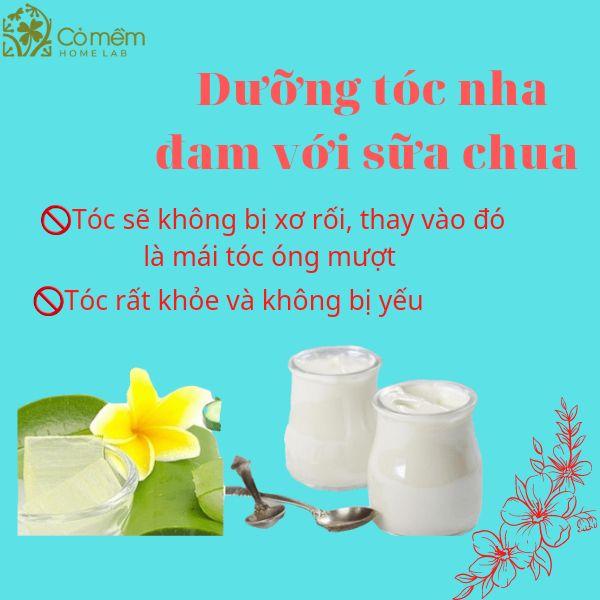 Cỏ mềm
HOME LAB
Dưỡng tóc nha
đam với sữa chua
🚫Tóc sẽ không bị xơ rối, thay vào đó
là mái tóc óng mượt
🚫Tóc rất khỏe và không bị yếu